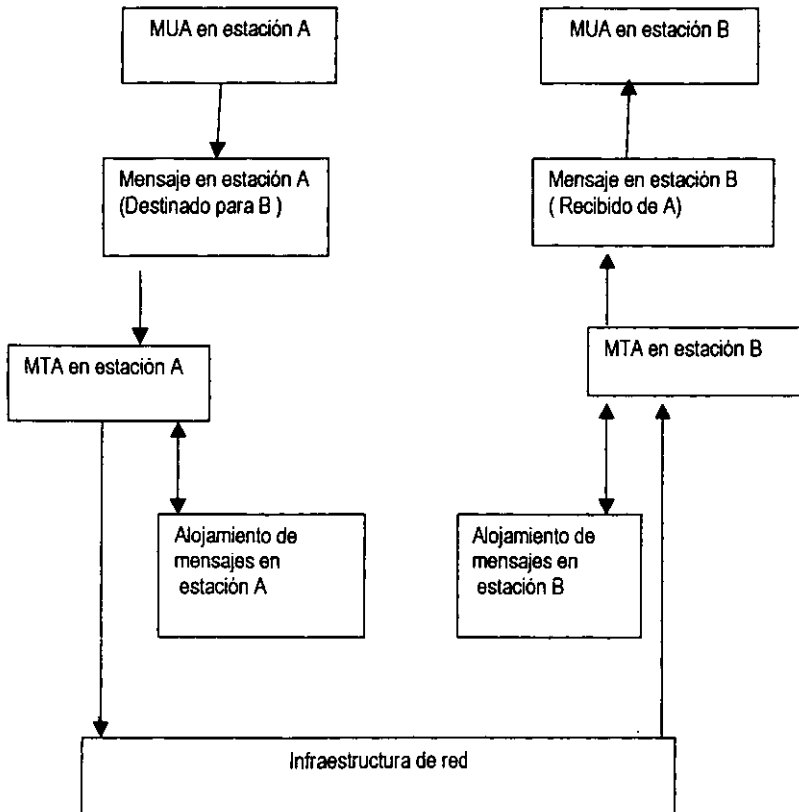 MUA en estación A
MUA en estación B
Mensaje en estación A
(Destinado para B )
Mensaje en estación B
( Recibido de A)
MTA en estación A
MTA en estación B
Alojamiento de
mensajes en
estación A
Alojamiento de
mensajes en
estación B
Infraestructura de red